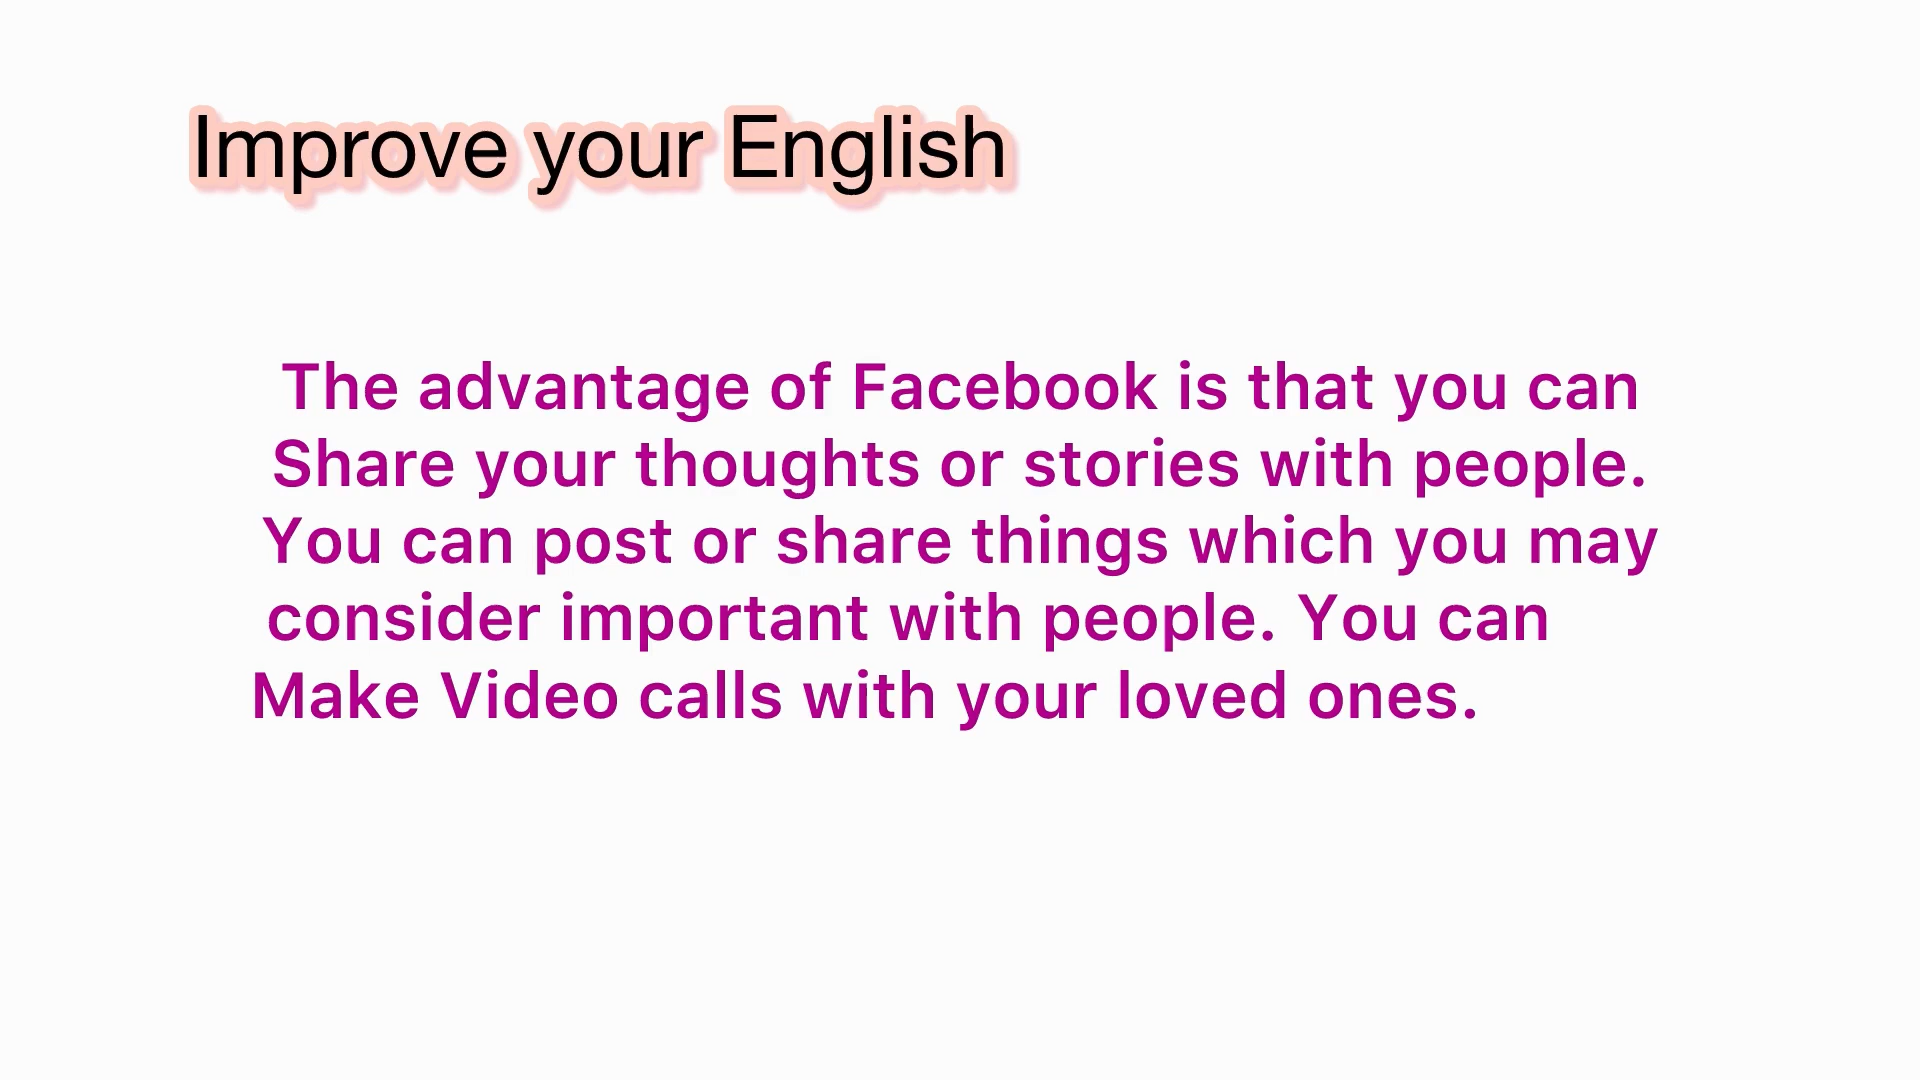 Improve your English
The advantage of Facebook is that you can
Share your thoughts or stories with people.
You can post or share things which you may
consider important with people. You can
Make Video calls with your loved ones.